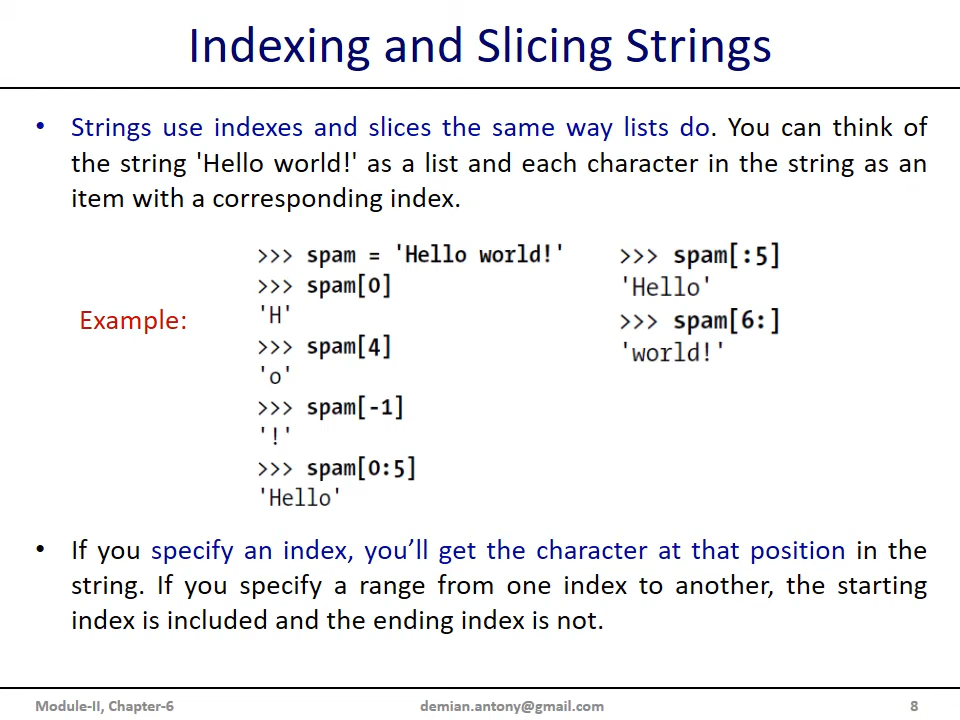 Indexing and Slicing Strings
• Strings use indexes and slices the same way lists do. You can think of
the string 'Hello world!' as a list and each character in the string as an
item with a corresponding index.
Example:
>>> spam = 'Hello world!'
>>> spam[0]
'H'
>>> spam[4]
'o'
>>> spam[-1]
'!'
>>> spam[0:5]
'Hello'
>>> spam[:5]
'Hello'
>>> spam[6:]
'world!'
• If you specify an index, you’ll get the character at that position in the
string. If you specify a range from one index to another, the starting
index is included and the ending index is not.
Module-II, Chapter-6
demian.antony@gmail.com
8